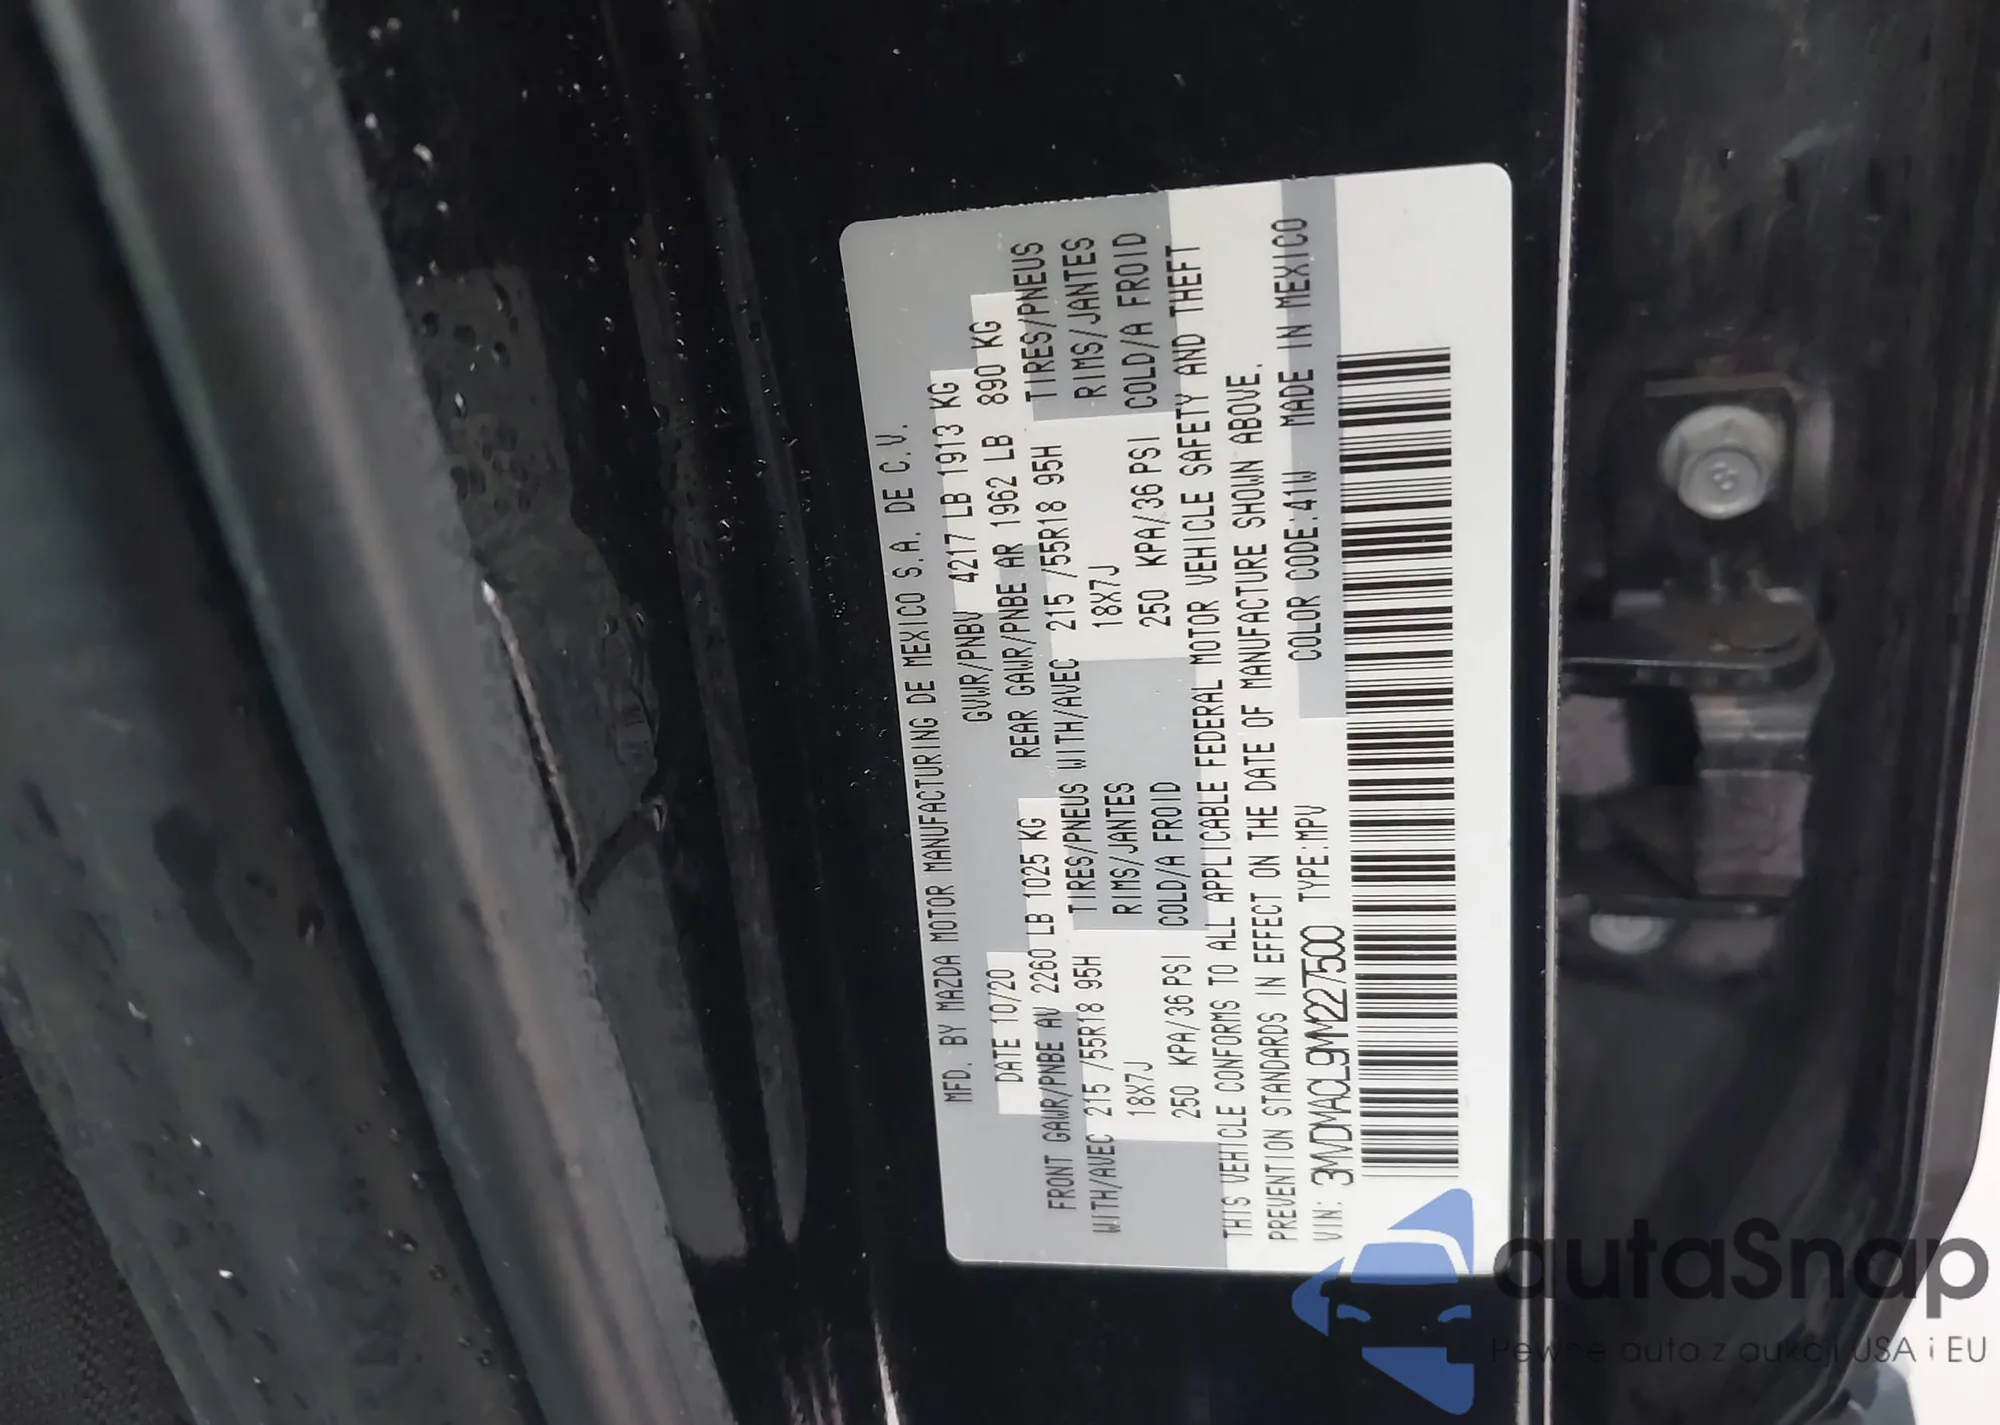 MFD. BY MAZDA MOTOR MANUFACTURING DE MEXICO S.A. DE C.V.
DATE 10/20 GVWR/PNBV 4217 LB 1913 KG
FRONT GAWR/PNBE AV 2260 LB 1025 KG REAR GAWR/PNBE AR 1962 LB 890 KG
WITH/AVEC 215 /55R18 95H TIRES/PNEUS WITH/AVEC 215 /55R18 95H TIRES/PNEUS
18X7J RIMS/JANTES 18X7J RIMS/JANTES
250 KPA/36 PSI COLD/A FROID 250 KPA/36 PSI COLD/A FROID
THIS VEHICLE CONFORMS TO ALL APPLICABLE FEDERAL MOTOR VEHICLE SAFETY AND THEFT
PREVENTION STANDARDS IN EFFECT ON THE DATE OF MANUFACTURE SHOWN ABOVE.
VIN: 3MVDMACL9MM227500 TYPE:MPV COLOR CODE:41W MADE IN MEXICO
autaSnap
Pewne auta z aukcji USA i EU